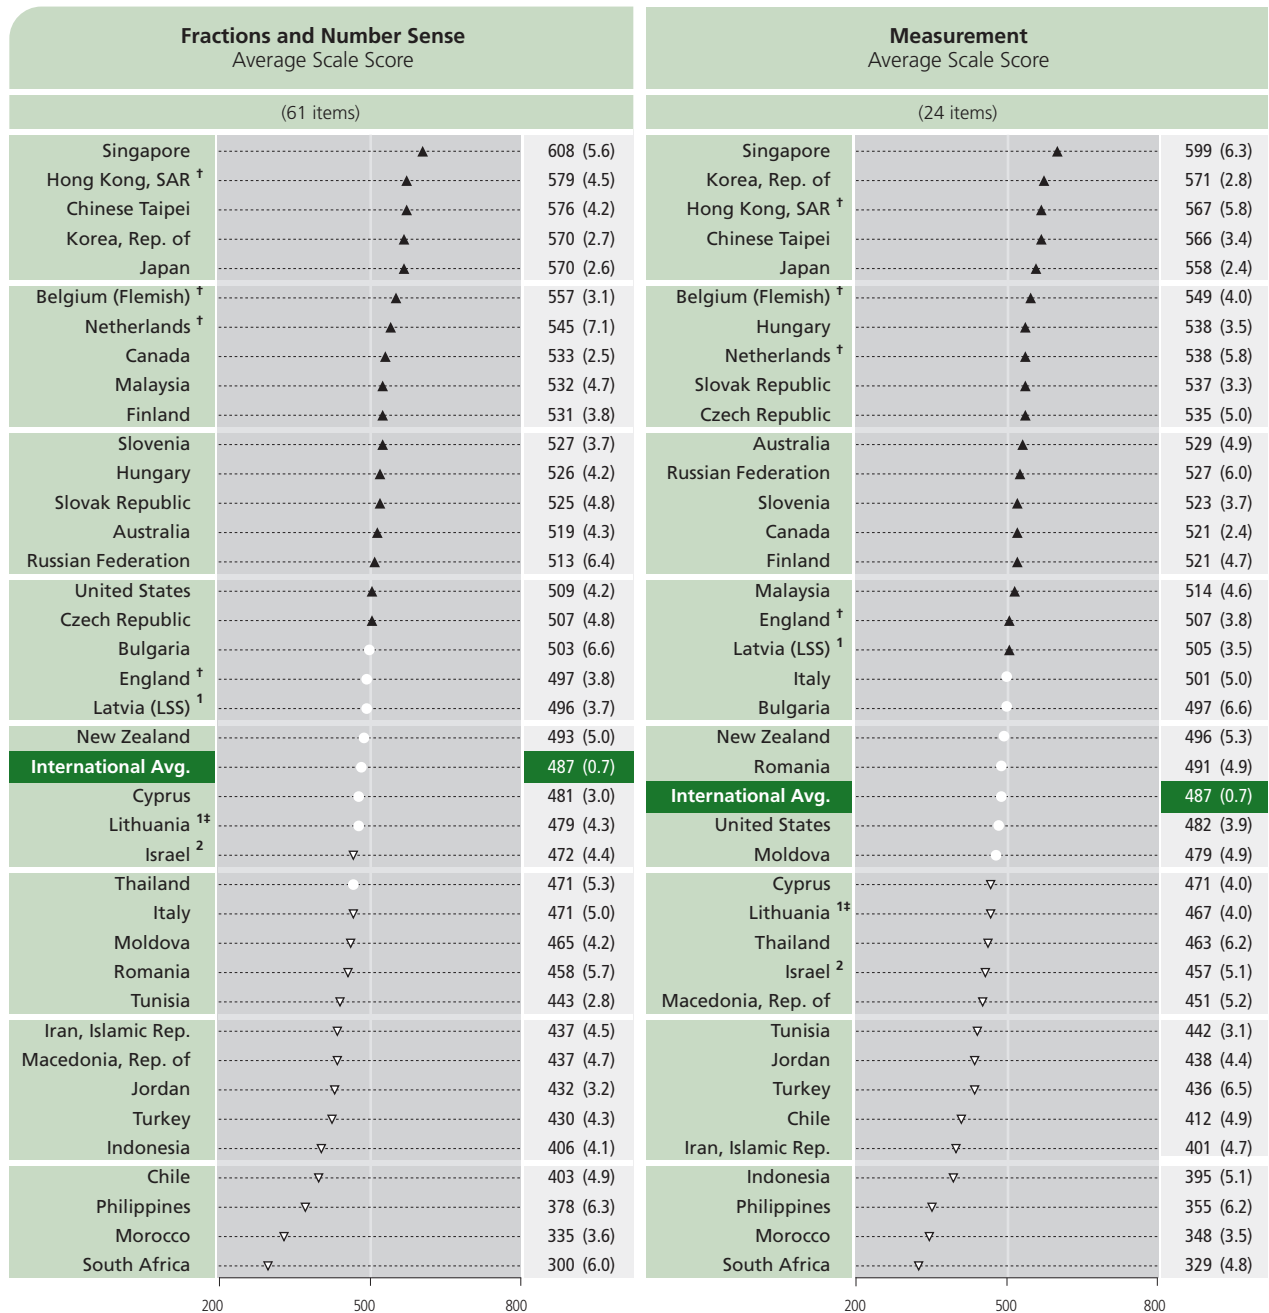 Fractions and Number Sense
Average Scale Score
(61 items)
Singapore 608 (5.6)
Hong Kong, SAR † 579 (4.5)
Chinese Taipei 576 (4.2)
Korea, Rep. of 570 (2.7)
Japan 570 (2.6)
Belgium (Flemish) † 557 (3.1)
Netherlands † 545 (7.1)
Canada 533 (2.5)
Malaysia 532 (4.7)
Finland 531 (3.8)
Slovenia 527 (3.7)
Hungary 526 (4.2)
Slovak Republic 525 (4.8)
Australia 519 (4.3)
Russian Federation 513 (6.4)
United States 509 (4.2)
Czech Republic 507 (4.8)
Bulgaria 503 (6.6)
England † 497 (3.8)
Latvia (LSS) 1 496 (3.7)
New Zealand 493 (5.0)
International Avg. 487 (0.7)
Cyprus 481 (3.0)
Lithuania 1‡ 479 (4.3)
Israel 2 472 (4.4)
Thailand 471 (5.3)
Italy 471 (5.0)
Moldova 465 (4.2)
Romania 458 (5.7)
Tunisia 443 (2.8)
Iran, Islamic Rep. 437 (4.5)
Macedonia, Rep. of 437 (4.7)
Jordan 432 (3.2)
Turkey 430 (4.3)
Indonesia 406 (4.1)
Chile 403 (4.9)
Philippines 378 (6.3)
Morocco 335 (3.6)
South Africa 300 (6.0)
200 500 800
Measurement
Average Scale Score
(24 items)
Singapore 599 (6.3)
Korea, Rep. of 571 (2.8)
Hong Kong, SAR † 567 (5.8)
Chinese Taipei 566 (3.4)
Japan 558 (2.4)
Belgium (Flemish) † 549 (4.0)
Hungary 538 (3.5)
Netherlands † 538 (5.8)
Slovak Republic 537 (3.3)
Czech Republic 535 (5.0)
Australia 529 (4.9)
Russian Federation 527 (6.0)
Slovenia 523 (3.7)
Canada 521 (2.4)
Finland 521 (4.7)
Malaysia 514 (4.6)
England † 507 (3.8)
Latvia (LSS) 1 505 (3.5)
Italy 501 (5.0)
Bulgaria 497 (6.6)
New Zealand 496 (5.3)
Romania 491 (4.9)
International Avg. 487 (0.7)
United States 482 (3.9)
Moldova 479 (4.9)
Cyprus 471 (4.0)
Lithuania 1‡ 467 (4.0)
Thailand 463 (6.2)
Israel 2 457 (5.1)
Macedonia, Rep. of 451 (5.2)
Tunisia 442 (3.1)
Jordan 438 (4.4)
Turkey 436 (6.5)
Chile 412 (4.9)
Iran, Islamic Rep. 401 (4.7)
Indonesia 395 (5.1)
Philippines 355 (6.2)
Morocco 348 (3.5)
South Africa 329 (4.8)
200 500 800